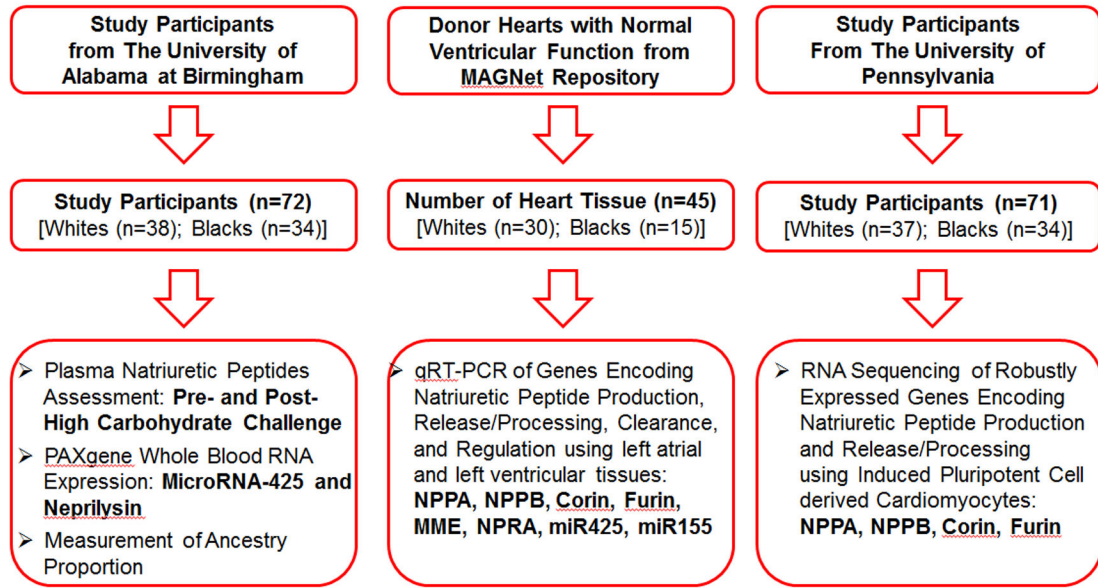 Study Participants
from The University of
Alabama at Birmingham
Study Participants (n=72)
[Whites (n=38); Blacks (n=34)]
➢ Plasma Natriuretic Peptides
Assessment: Pre- and Post-
High Carbohydrate Challenge
➢ PAXgene Whole Blood RNA
Expression: MicroRNA-425 and
Neprilysin
➢ Measurement of Ancestry
Proportion
Donor Hearts with Normal
Ventricular Function from
MAGNet Repository
Number of Heart Tissue (n=45)
[Whites (n=30); Blacks (n=15)]
➢ qRT-PCR of Genes Encoding
Natriuretic Peptide Production,
Release/Processing, Clearance,
and Regulation using left atrial
and left ventricular tissues:
NPPA, NPPB, Corin, Furin,
MME, NPRA, miR425, miR155
Study Participants
From The University of
Pennsylvania
Study Participants (n=71)
[Whites (n=37); Blacks (n=34)]
➢ RNA Sequencing of Robustly
Expressed Genes Encoding
Natriuretic Peptide Production
and Release/Processing
using Induced Pluripotent Cell
derived Cardiomyocytes:
NPPA, NPPB, Corin, Furin